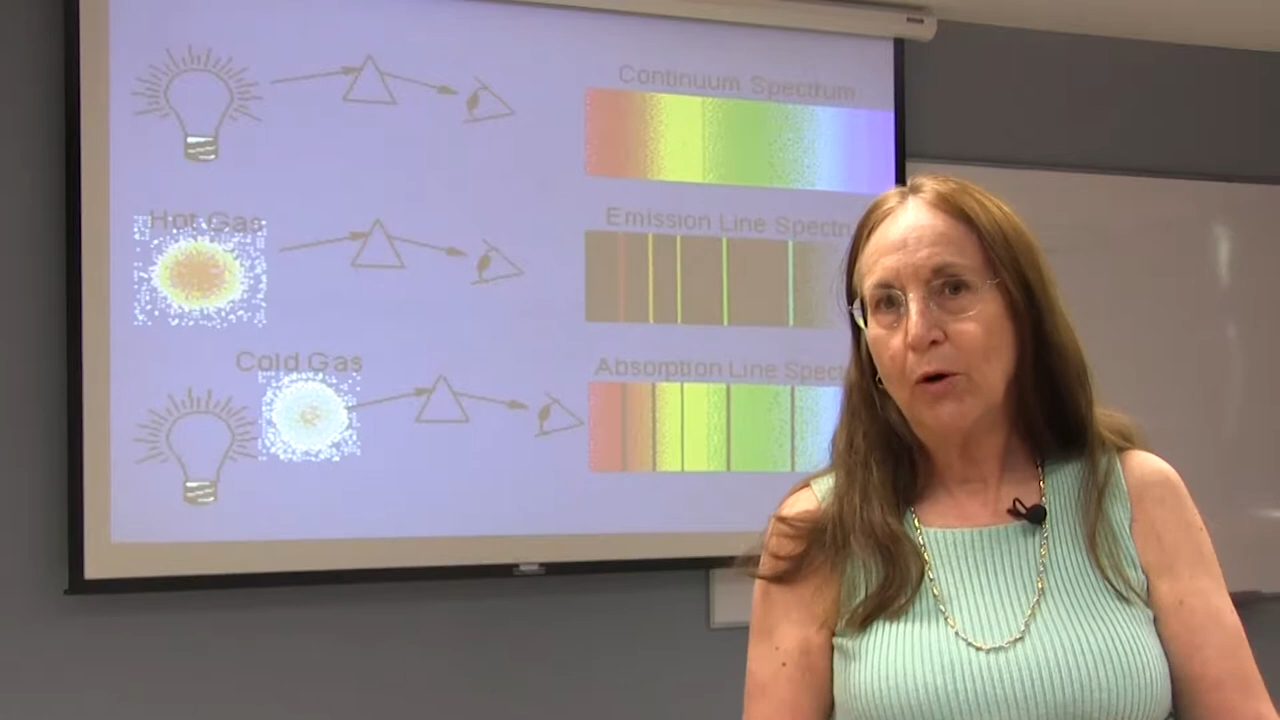 Continuum Spectrum
Hot Gas
Emission Line Spectr
Cold Gas
Absorption Line Spect